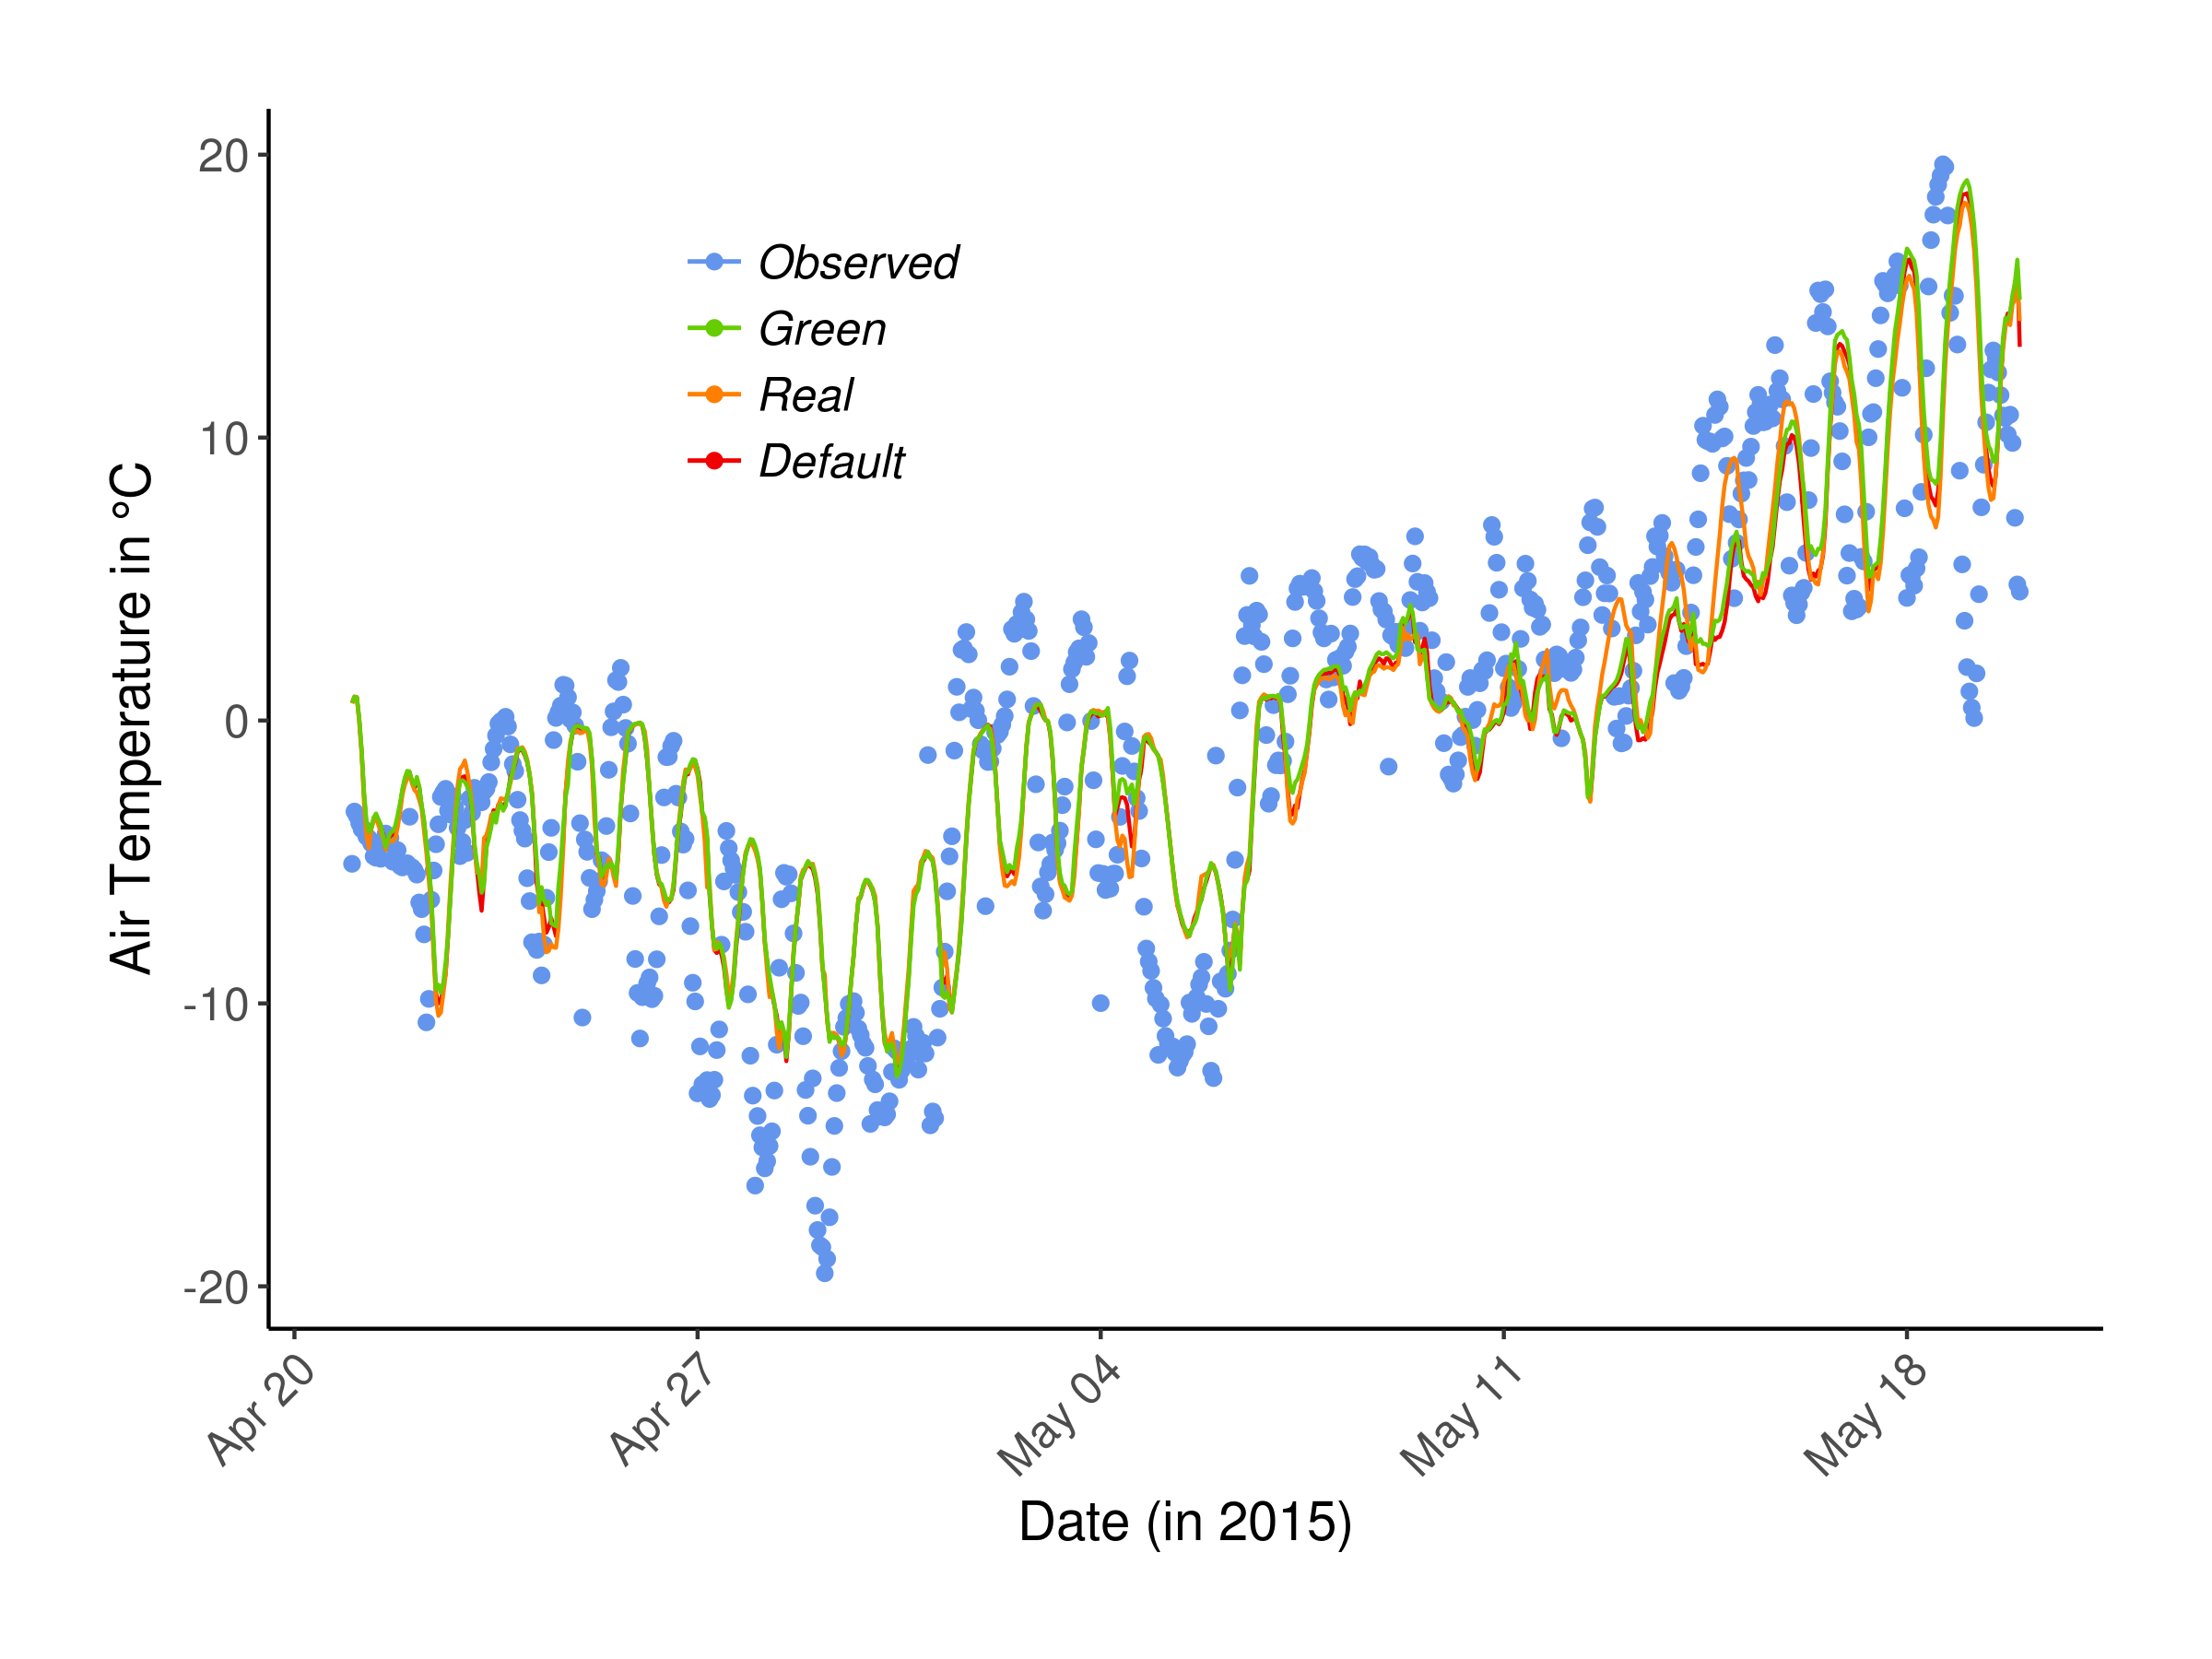 20
10
0
-10
-20
Air Temperature in °C
Observed
Green
Real
Default
Apr 20
Apr 27
May 04
May 11
May 18
Date (in 2015)